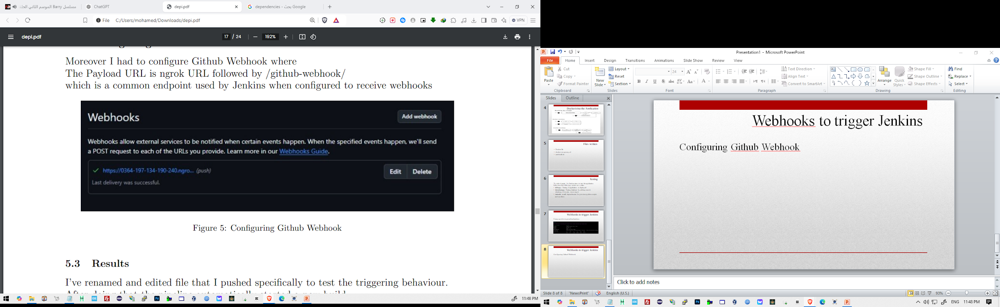 مسلسل Barry الموسم الثاني الحلة
ChatGPT
depi.pdf
dependencies - بحث Google
File C:/Users/mohamed/Downloads/depi.pdf
VPN
depi.pdf
17 / 24
192%
Moreover I had to configure Github Webhook where
The Payload URL is ngrok URL followed by /github-webhook/
which is a common endpoint used by Jenkins when configured to receive webhooks
Webhooks
Add webhook
Webhooks allow external services to be notified when certain events happen. When the specified events happen, we'll send
a POST request to each of the URLs you provide. Learn more in our Webhooks Guide.
https://0364-197-134-190-240.ngro... (push)
Edit Delete
Last delivery was successful.
Figure 5: Configuring Github Webhook
5.3 Results
I've renamed and edited file that I pushed specifically to test the triggering behaviour.
11:48 PM
Presentation1 - Microsoft PowerPoint
File Home Insert Design Transitions Animations Slide Show Review View
Paste
Cut
Copy
Format Painter
Clipboard
New Slide
Layout
Reset
Section
Slides
24
Font
Text Direction
Align Text
Convert to SmartArt
Paragraph
Arrange
Quick Styles
Shape Fill
Shape Outline
Shape Effects
Drawing
Find
Replace
Select
Editing
Slides Outline
4
Dockerizing the Application
5
Files written
6
Testing
7
Webhooks to trigger Jenkins
8
Webhooks to trigger Jenkins
Configuring Github Webhook
Webhooks to trigger Jenkins
Configuring Github Webhook
Click to add notes
Slide 8 of 8 "NewsPrint" English (U.S.)
93%
ENG 11:48 PM